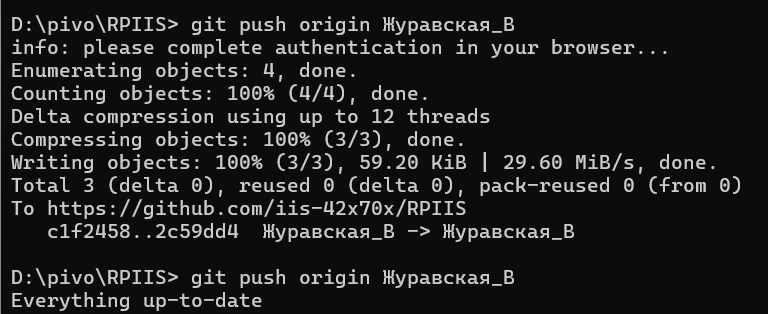 D:\pivo\RPIIS> git push origin Журавская_В
info: please complete authentication in your browser...
Enumerating objects: 4, done.
Counting objects: 100% (4/4), done.
Delta compression using up to 12 threads
Compressing objects: 100% (3/3), done.
Writing objects: 100% (3/3), 59.20 KiB | 29.60 MiB/s, done.
Total 3 (delta 0), reused 0 (delta 0), pack-reused 0 (from 0)
To https://github.com/iis-42x70x/RPIIS
   c1f2458..2c59dd4  Журавская_В -> Журавская_В
D:\pivo\RPIIS> git push origin Журавская_В
Everything up-to-date